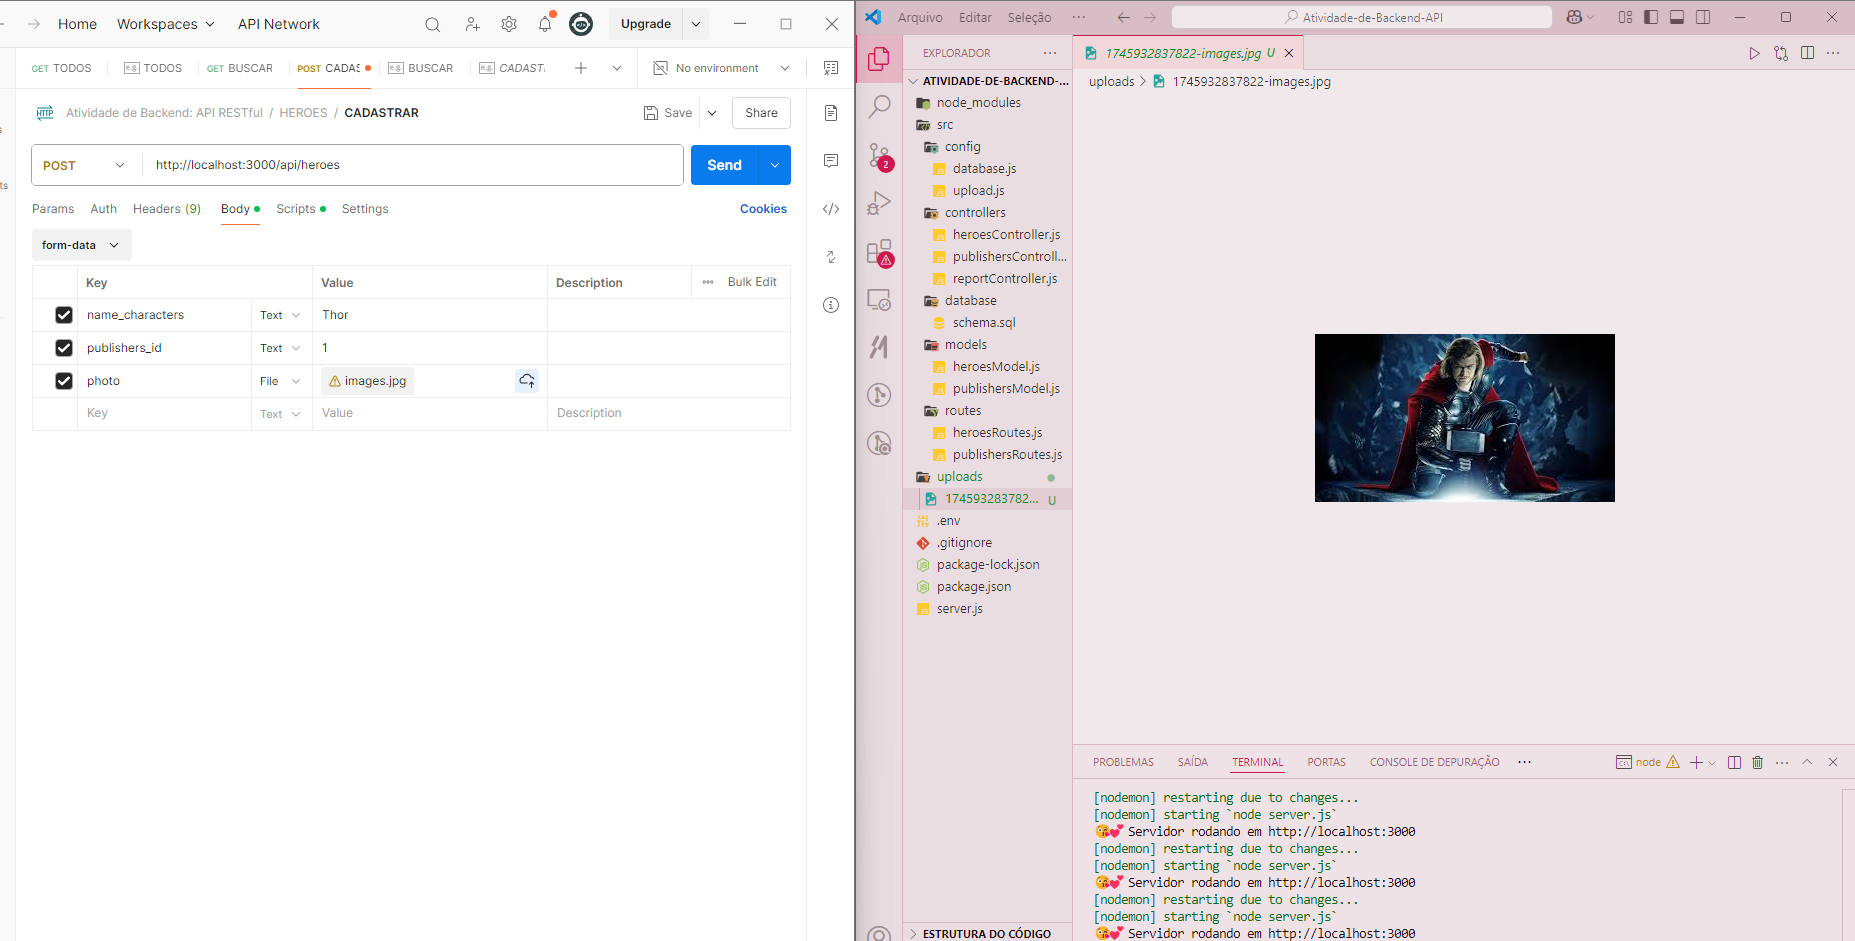 Home Workspaces API Network Upgrade
GET TODOS e.g. TODOS GET BUSCAR POST CADAS e.g. BUSCAR e.g. CADAST No environment
HTTP Atividade de Backend: API RESTful / HEROES / CADASTRAR Save Share
POST http://localhost:3000/api/heroes Send
ts
Params Auth Headers (9) Body Scripts Settings Cookies
form-data
Key Value Description Bulk Edit
name_characters Text Thor
publishers_id Text 1
photo File images.jpg
Key Text Value Description
Arquivo Editar Seleção Atividade-de-Backend-API
EXPLORADOR
ATIVIDADE-DE-BACKEND-...
node_modules
src
config
database.js
upload.js
controllers
heroesController.js
publishersControll...
reportController.js
database
schema.sql
models
heroesModel.js
publishersModel.js
routes
heroesRoutes.js
publishersRoutes.js
uploads
174593283782... U
.env
.gitignore
package-lock.json
package.json
server.js
ESTRUTURA DO CÓDIGO
2
1745932837822-images.jpg U
uploads > 1745932837822-images.jpg
PROBLEMAS SAÍDA TERMINAL PORTAS CONSOLE DE DEPURAÇÃO node
[nodemon] restarting due to changes...
[nodemon] starting `node server.js`
😘💕 Servidor rodando em http://localhost:3000
[nodemon] restarting due to changes...
[nodemon] starting `node server.js`
😘💕 Servidor rodando em http://localhost:3000
[nodemon] restarting due to changes...
[nodemon] starting `node server.js`
😘💕 Servidor rodando em http://localhost:3000